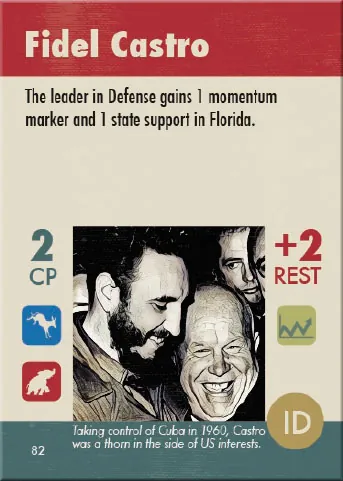 Fidel Castro
The leader in Defense gains 1 momentum
marker and 1 state support in Florida.
2
CP
+2
REST
ID
Taking control of Cuba in 1960, Castro
was a thorn in the side of US interests.
82